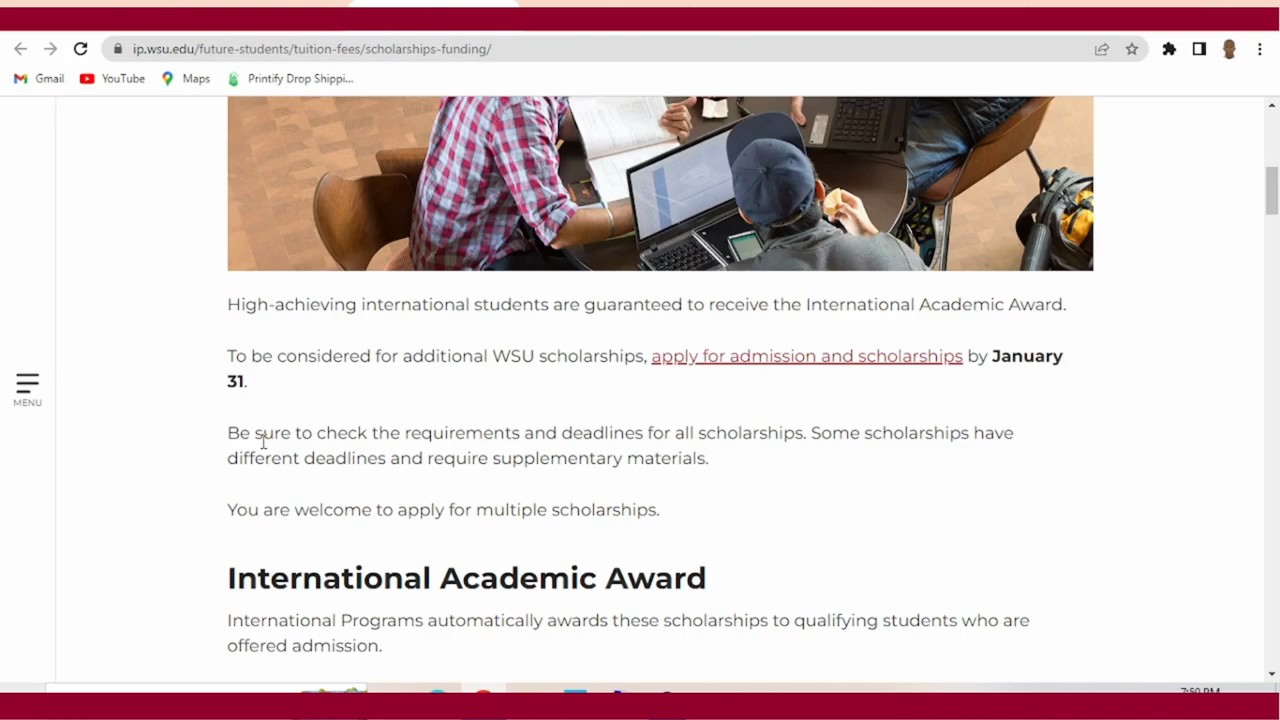 ip.wsu.edu/future-students/tuition-fees/scholarships-funding/
Gmail YouTube Maps Printify Drop Shippi...
High-achieving international students are guaranteed to receive the International Academic Award.
To be considered for additional WSU scholarships, apply for admission and scholarships by January
31.
MENU
Be sure to check the requirements and deadlines for all scholarships. Some scholarships have
different deadlines and require supplementary materials.
You are welcome to apply for multiple scholarships.
International Academic Award
International Programs automatically awards these scholarships to qualifying students who are
offered admission.
7:50 PM